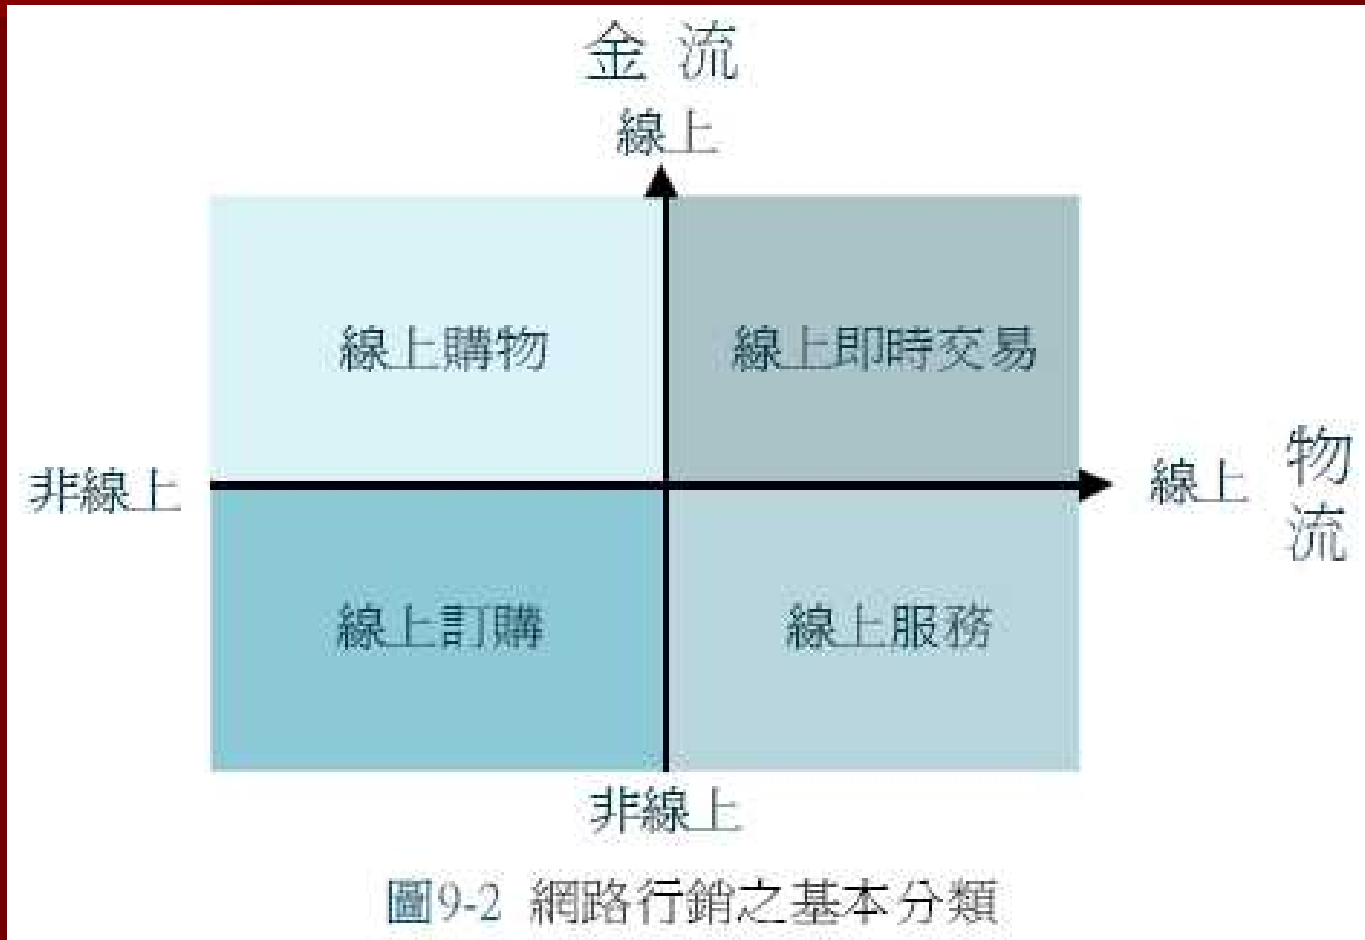 金 流
線上
線上購物
線上即時交易
非線上
線上
物流
線上訂購
線上服務
非線上
圖9-2 網路行銷之基本分類